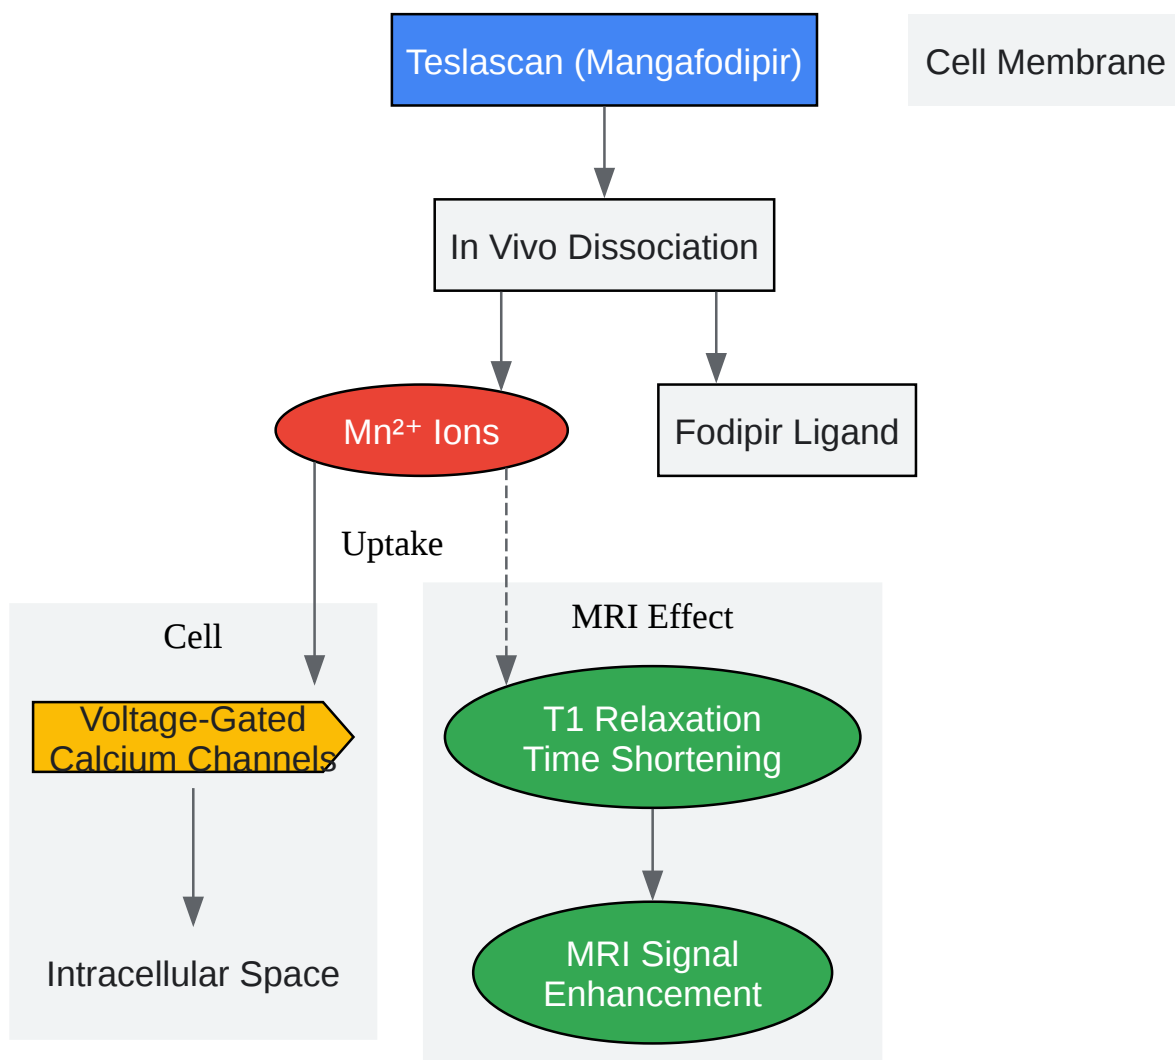 Teslascan (Mangafodipir)
Cell Membrane
In Vivo Dissociation
Mn²⁺ Ions
Fodipir Ligand
Uptake
Cell
MRI Effect
Voltage-Gated
Calcium Channels
T1 Relaxation
Time Shortening
Intracellular Space
MRI Signal
Enhancement